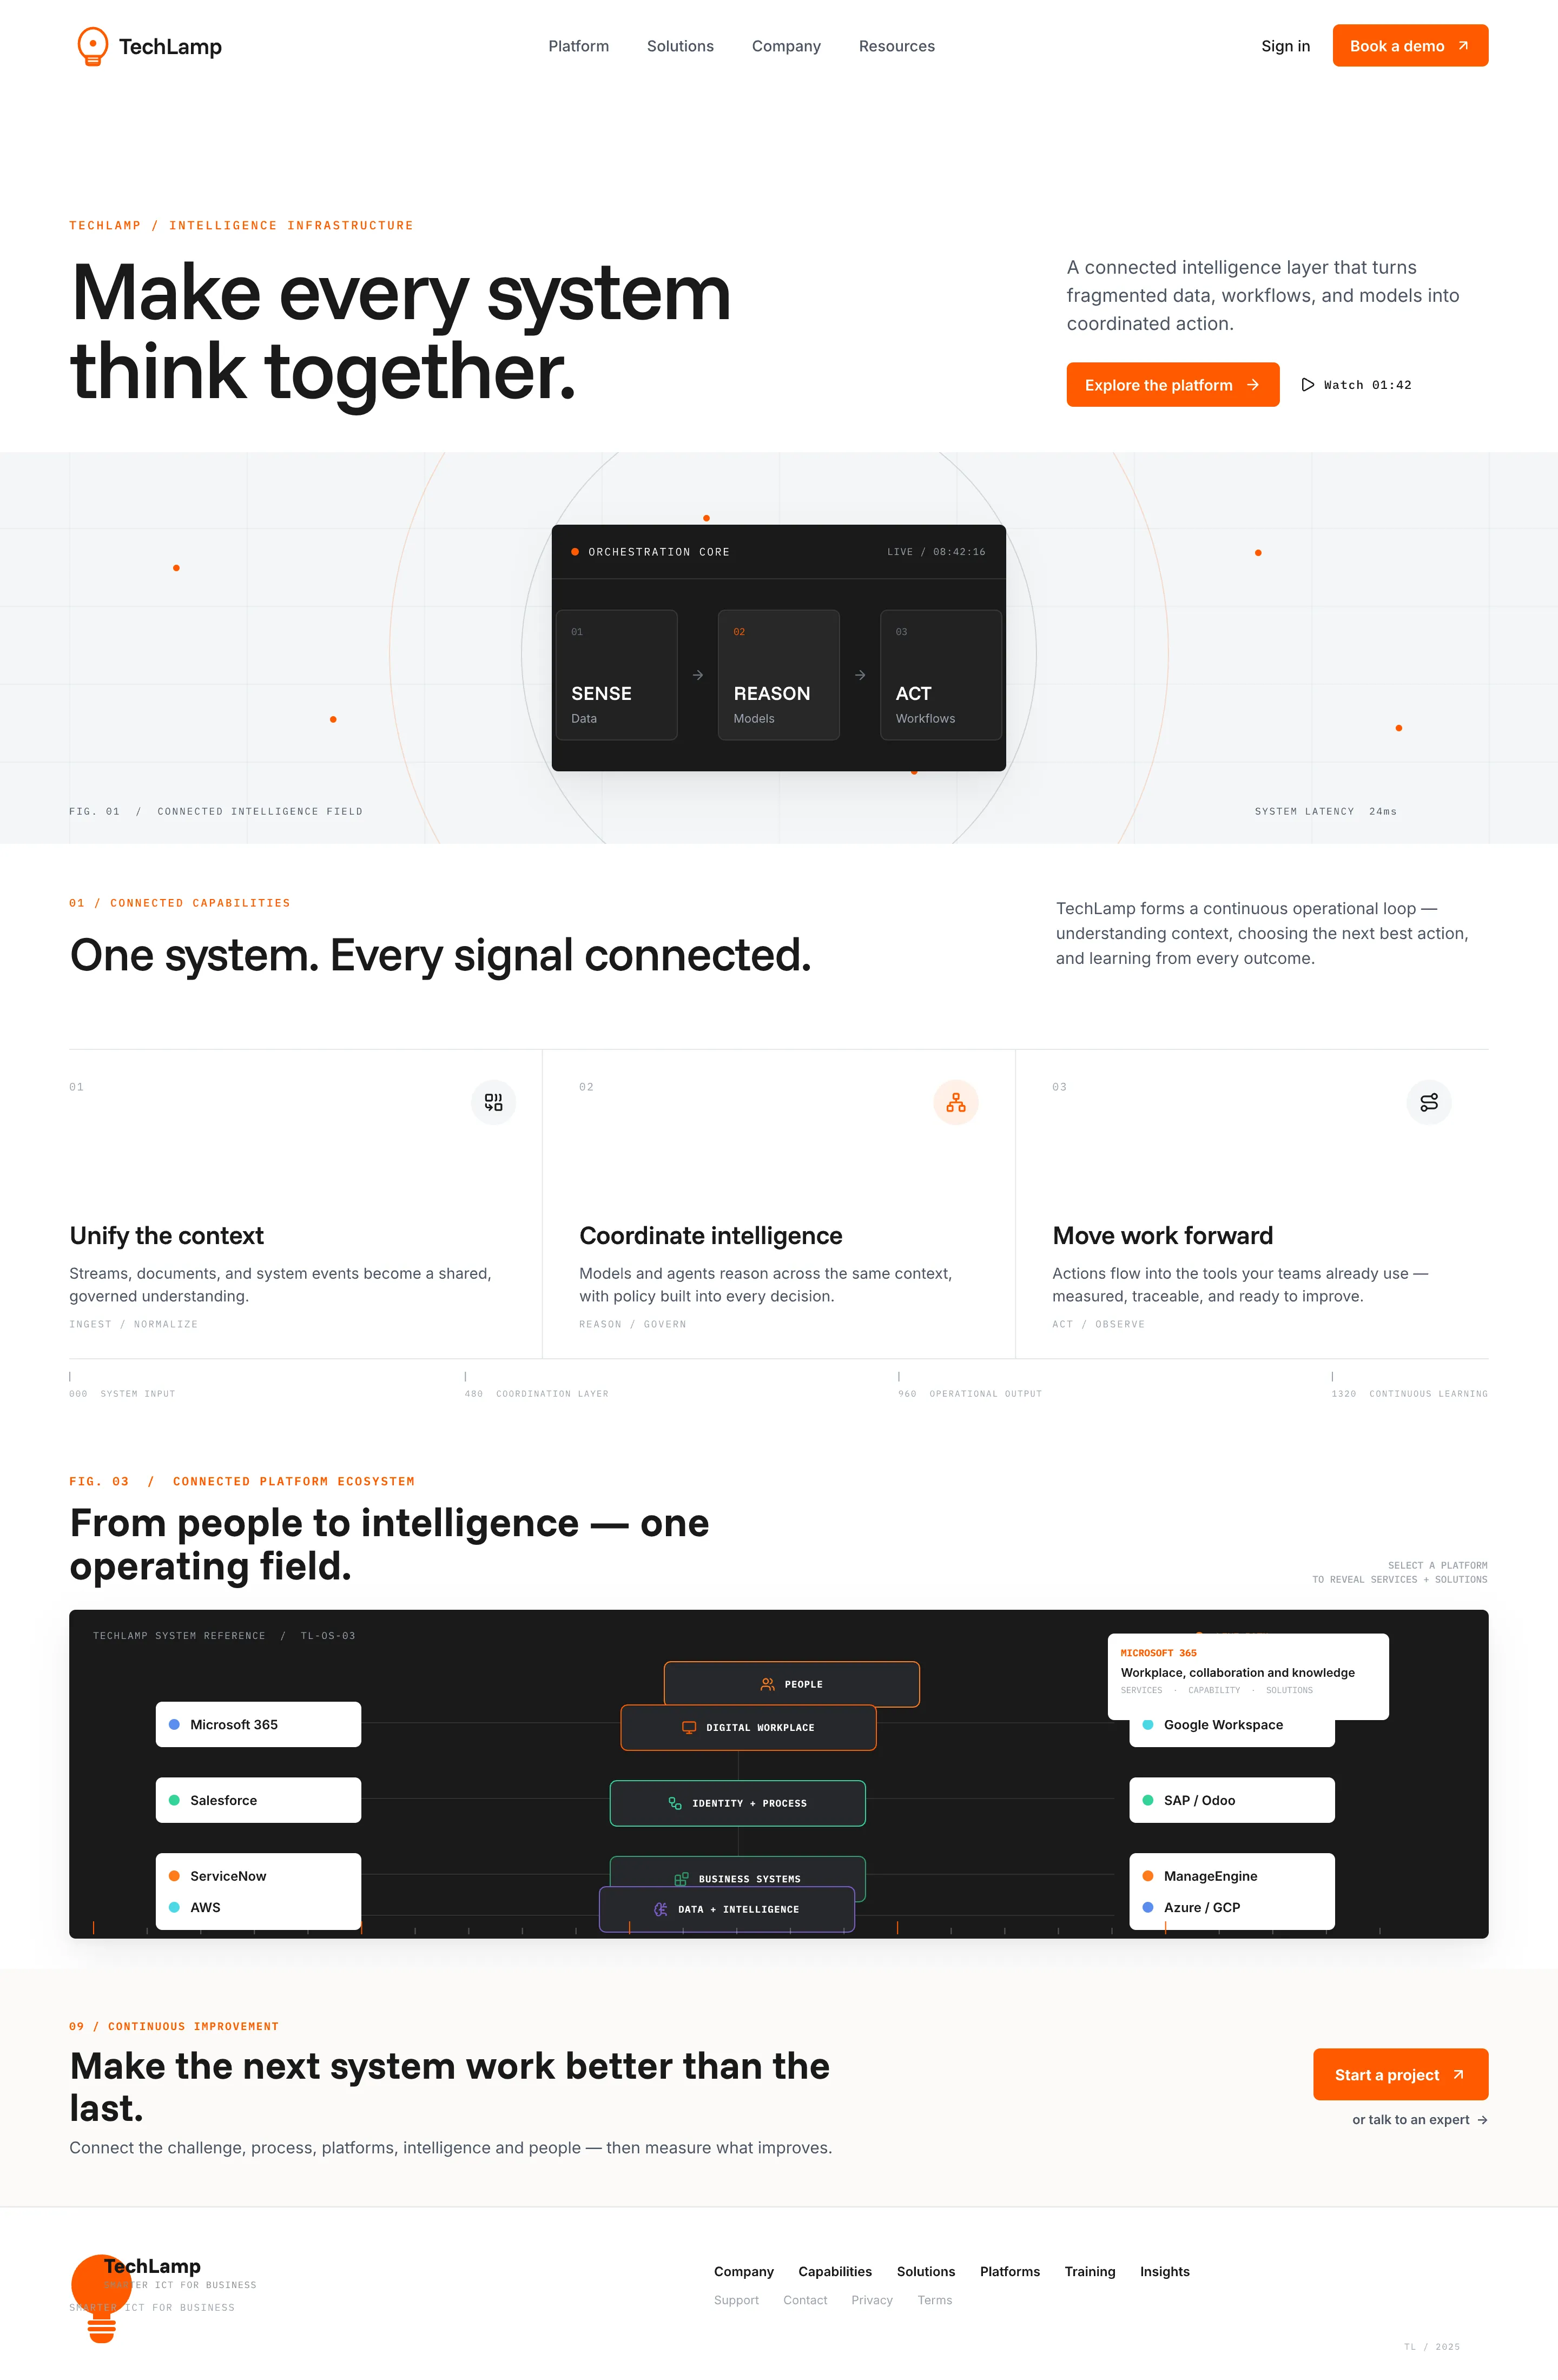 TechLamp
Platform
Solutions
Company
Resources
Sign in
Book a demo
TECHLAMP / INTELLIGENCE INFRASTRUCTURE
Make every system
think together.
A connected intelligence layer that turns
fragmented data, workflows, and models into
coordinated action.
Explore the platform
Watch 01:42
ORCHESTRATION CORE
LIVE / 08:42:16
01
SENSE
Data
02
REASON
Models
03
ACT
Workflows
FIG. 01 / CONNECTED INTELLIGENCE FIELD
SYSTEM LATENCY 24ms
01 / CONNECTED CAPABILITIES
One system. Every signal connected.
TechLamp forms a continuous operational loop —
understanding context, choosing the next best action,
and learning from every outcome.
01
Unify the context
Streams, documents, and system events become a shared,
governed understanding.
INGEST / NORMALIZE
02
Coordinate intelligence
Models and agents reason across the same context,
with policy built into every decision.
REASON / GOVERN
03
Move work forward
Actions flow into the tools your teams already use —
measured, traceable, and ready to improve.
ACT / OBSERVE
000 SYSTEM INPUT
480 COORDINATION LAYER
960 OPERATIONAL OUTPUT
1320 CONTINUOUS LEARNING
FIG. 03 / CONNECTED PLATFORM ECOSYSTEM
From people to intelligence — one
operating field.
SELECT A PLATFORM
TO REVEAL SERVICES + SOLUTIONS
TECHLAMP SYSTEM REFERENCE / TL-OS-03
MICROSOFT 365
Workplace, collaboration and knowledge
SERVICES · CAPABILITY · SOLUTIONS
PEOPLE
Microsoft 365
DIGITAL WORKPLACE
Google Workspace
Salesforce
IDENTITY + PROCESS
SAP / Odoo
ServiceNow
BUSINESS SYSTEMS
ManageEngine
AWS
DATA + INTELLIGENCE
Azure / GCP
09 / CONTINUOUS IMPROVEMENT
Make the next system work better than the
last.
Connect the challenge, process, platforms, intelligence and people — then measure what improves.
Start a project
or talk to an expert
TechLamp
SMARTER ICT FOR BUSINESS
SMARTER ICT FOR BUSINESS
Company
Capabilities
Solutions
Platforms
Training
Insights
Support
Contact
Privacy
Terms
TL / 2025